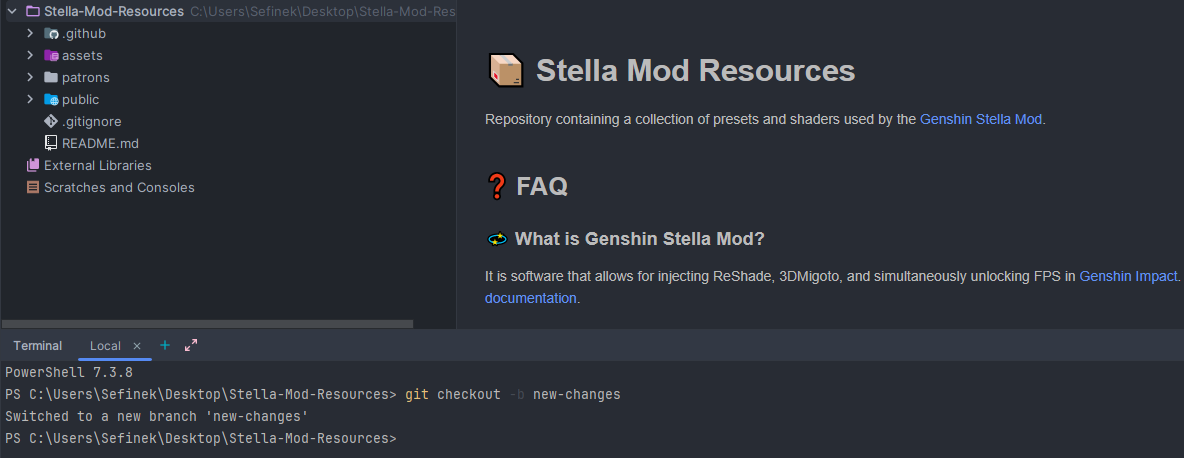 Stella-Mod-Resources C:\Users\Sefinek\Desktop\Stella-Mod-Res
.github
assets
patrons
public
.gitignore
README.md
External Libraries
Scratches and Consoles
Stella Mod Resources
Repository containing a collection of presets and shaders used by the Genshin Stella Mod.
FAQ
What is Genshin Stella Mod?
It is software that allows for injecting ReShade, 3DMigoto, and simultaneously unlocking FPS in Genshin Impact.
documentation.
Terminal Local
PowerShell 7.3.8
PS C:\Users\Sefinek\Desktop\Stella-Mod-Resources> git checkout -b new-changes
Switched to a new branch 'new-changes'
PS C:\Users\Sefinek\Desktop\Stella-Mod-Resources>